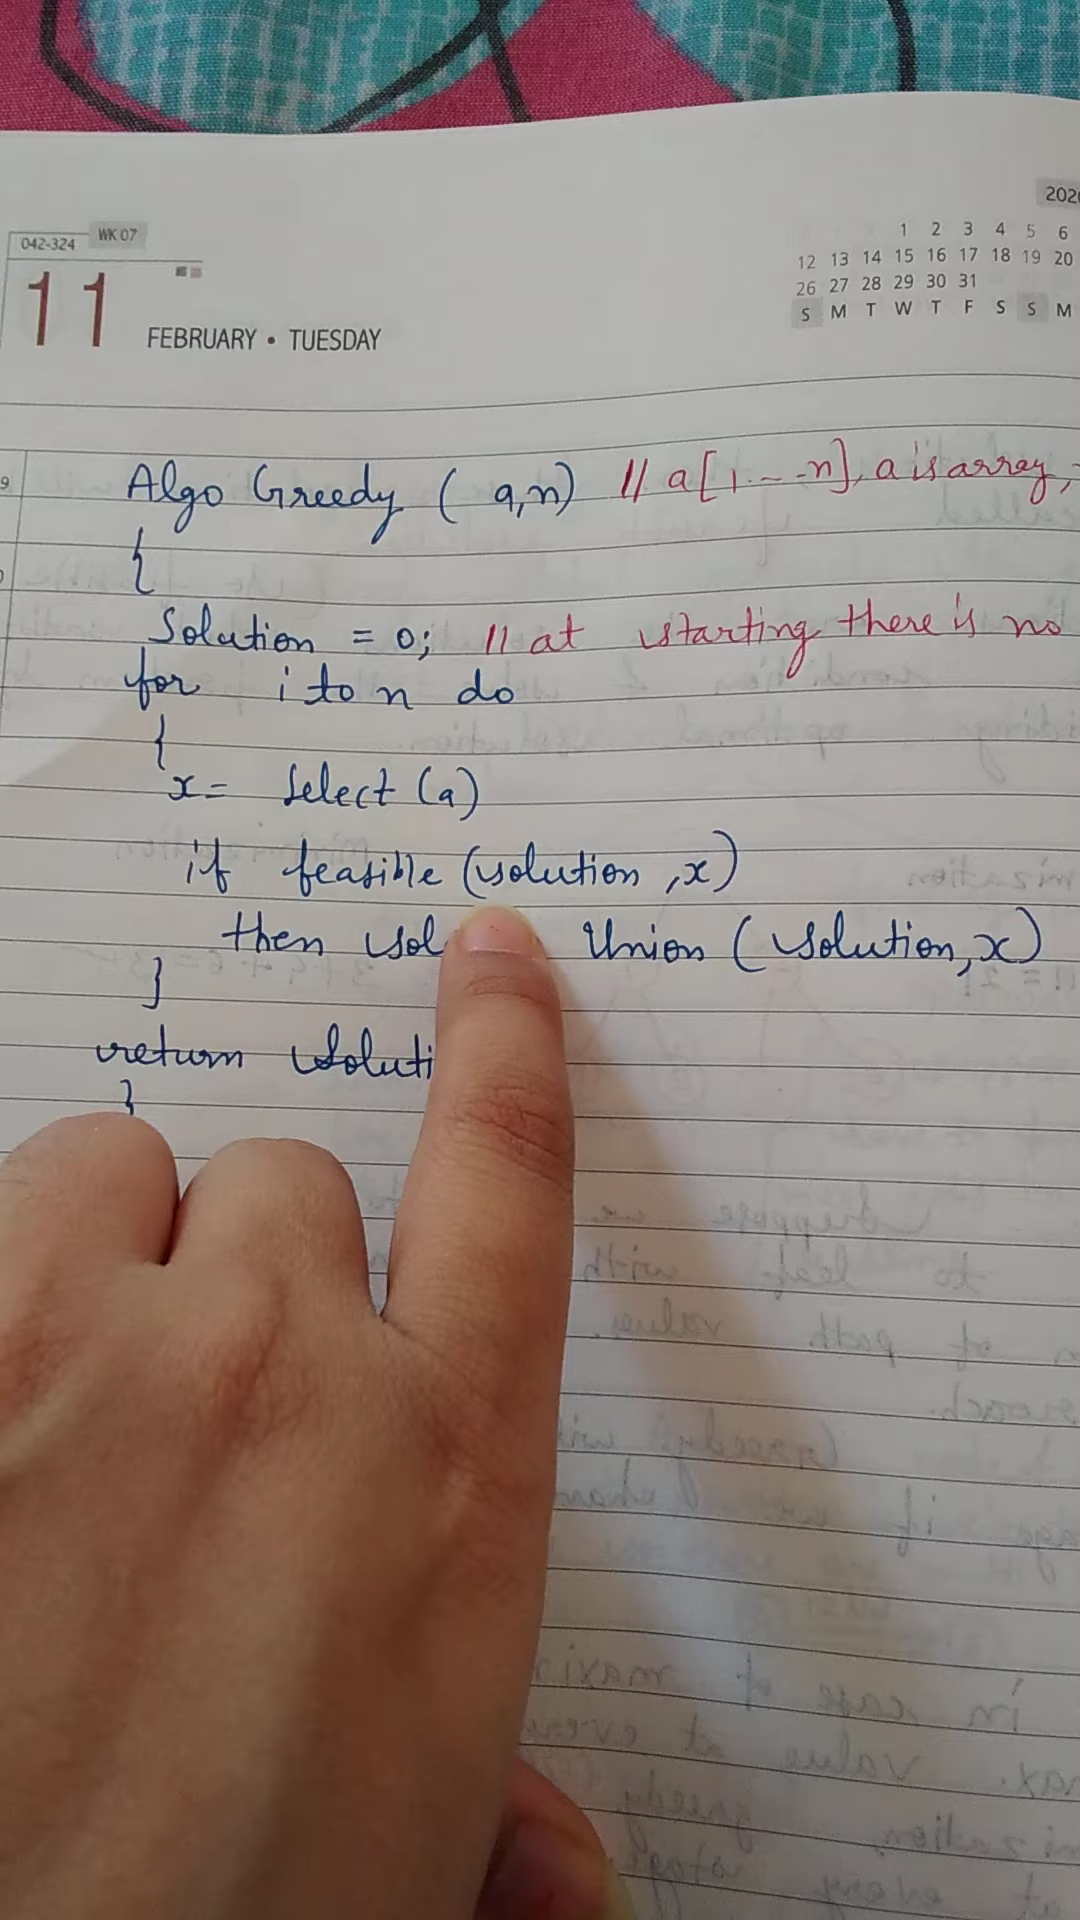 2020
042-324 WK 07
1 2 3 4 5 6
12 13 14 15 16 17 18 19 20
26 27 28 29 30 31
S M T W T F S S M
11 FEBRUARY • TUESDAY
9
Algo Greedy ( a,n) // a[1---n], a is array,
{
Solution = 0; // at starting there is no
for i to n do
{
x = Select (a)
if feasible (solution ,x)
then sol Union (solution,x)
}
return soluti
}